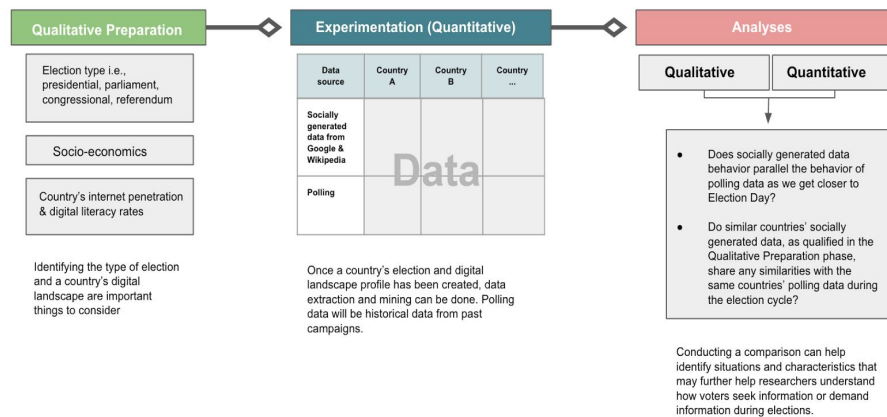 Qualitative Preparation
Election type i.e.,
presidential, parliament,
congressional, referendum
Socio-economics
Country's internet penetration
& digital literacy rates
Identifying the type of election
and a country's digital
landscape are important
things to consider
Experimentation (Quantitative)
Data
source
Country
A
Country
B
Country
...
Socially
generated
data from
Google &
Wikipedia
Polling
Data
Once a country's election and digital
landscape profile has been created, data
extraction and mining can be done. Polling
data will be historical data from past
campaigns.
Analyses
Qualitative
Quantitative
● Does socially generated data
behavior parallel the behavior of
polling data as we get closer to
Election Day?
● Do similar countries' socially
generated data, as qualified in the
Qualitative Preparation phase,
share any similarities with the
same countries' polling data during
the election cycle?
Conducting a comparison can help
identify situations and characteristics that
may further help researchers understand
how voters seek information or demand
information during elections.